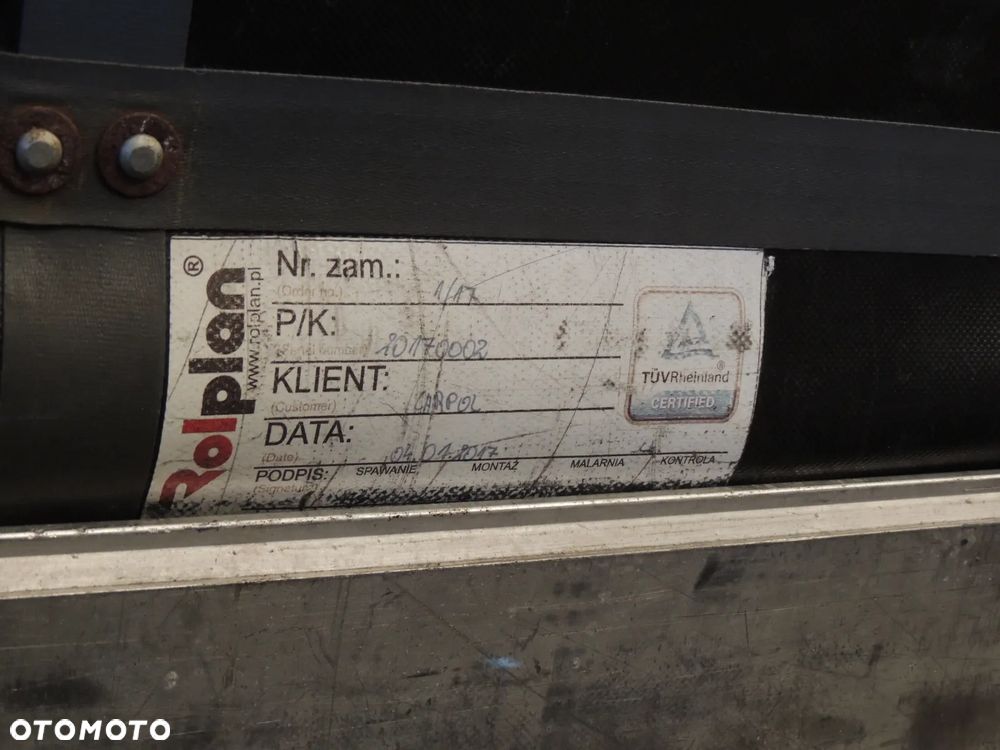 Rolplan®
www.rolplan.pl
Nr. zam.: 1/17
(Order no.)
P/K: 10170002
KLIENT: CARPOL
(Customer)
DATA: 04.01.2017
(Date)
PODPIS: SPAWANIE MONTAŻ MALARNIA KONTROLA
(Signature)
TÜVRheinland®
CERTIFIED
OTOMOTO